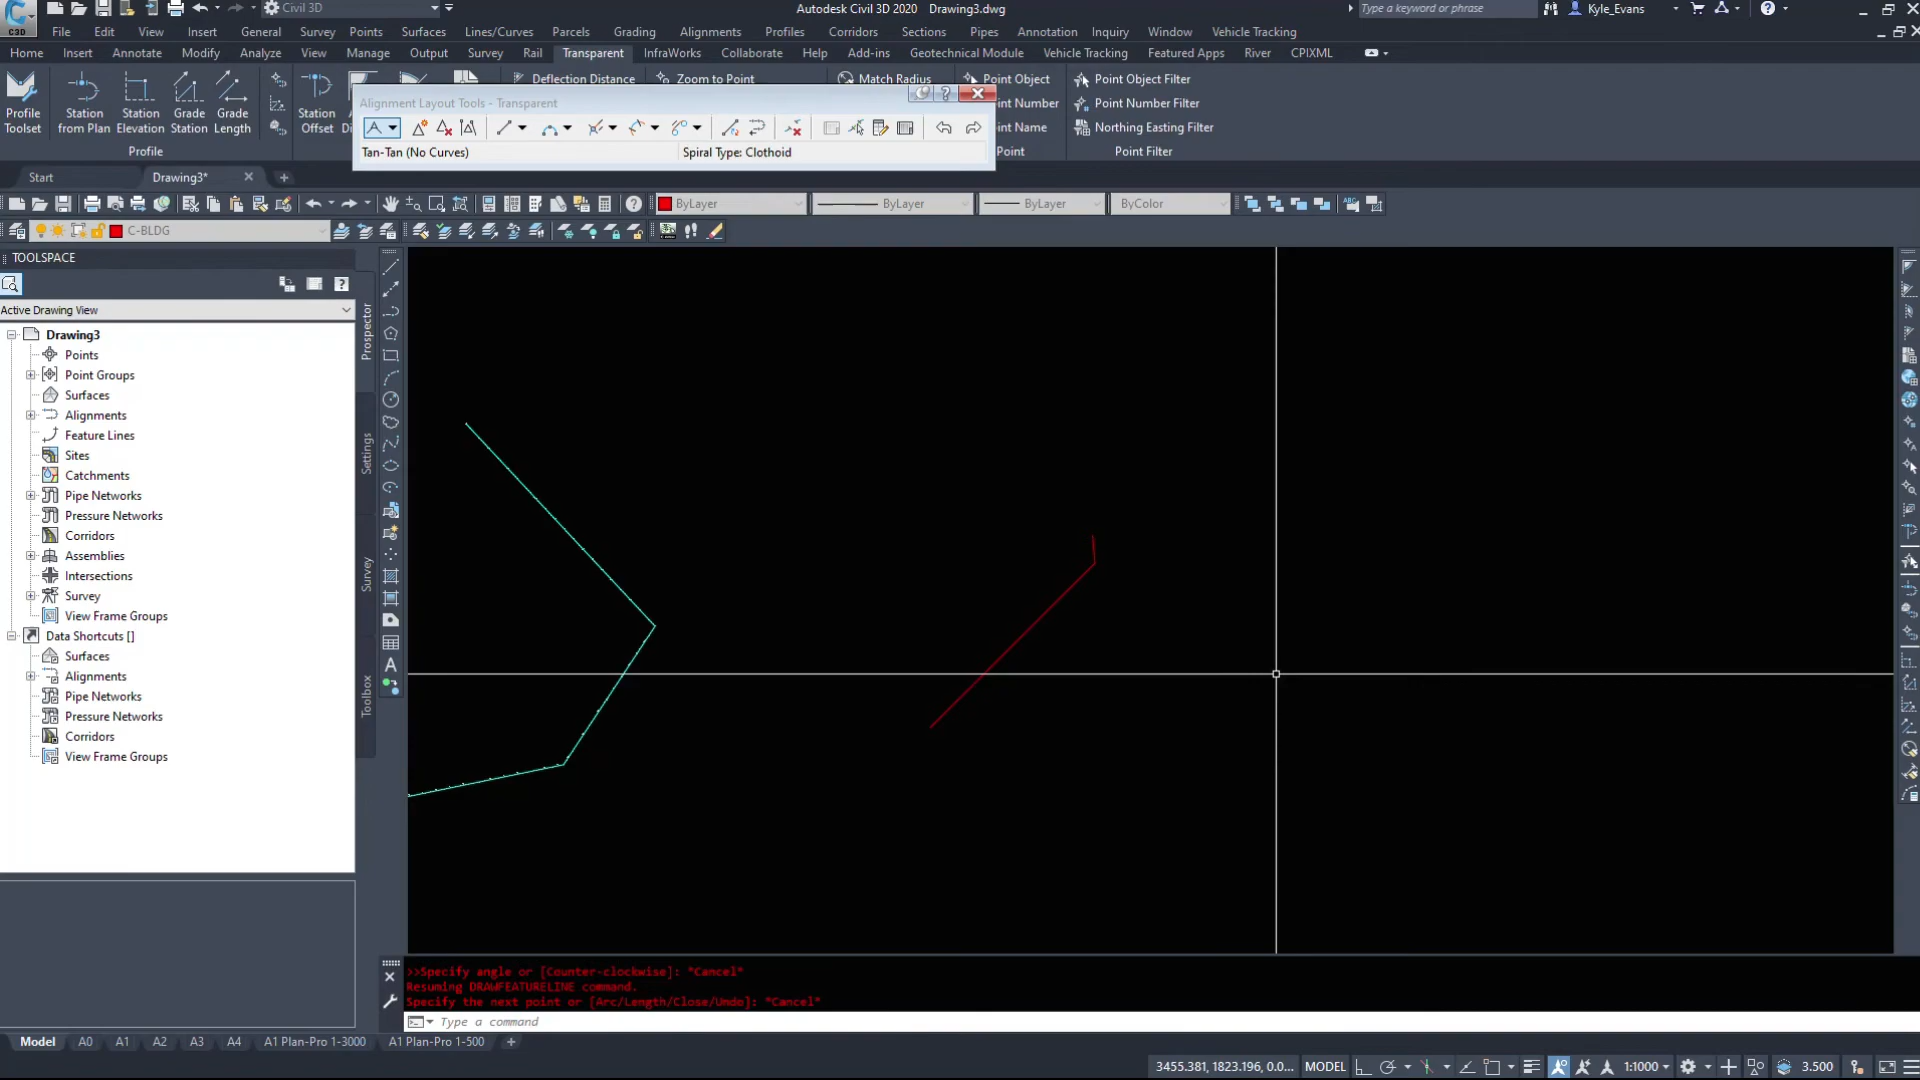 Civil 3D
Autodesk Civil 3D 2020 Drawing3.dwg
Type a keyword or phrase
Kyle_Evans
C3D
File Edit View Insert General Survey Points Surfaces Lines/Curves Parcels Grading Alignments Profiles Corridors Sections Pipes Annotation Inquiry Window Vehicle Tracking
Home Insert Annotate Modify Analyze View Manage Output Survey Rail Transparent InfraWorks Collaborate Help Add-ins Geotechnical Module Vehicle Tracking Featured Apps River CPIXML
Deflection Distance Zoom to Point Match Radius Point Object Point Object Filter
Alignment Layout Tools - Transparent
int Number Point Number Filter
Profile Toolset
Station from Plan
Station Elevation
Grade Station
Grade Length
Station Offset
int Name Northing Easting Filter
Profile
Tan-Tan (No Curves) Spiral Type: Clothoid
Point Point Filter
Start Drawing3*
ByLayer ByLayer ByLayer ByColor
C-BLDG
TOOLSPACE
Active Drawing View
Drawing3
Points
Point Groups
Surfaces
Alignments
Feature Lines
Sites
Catchments
Pipe Networks
Pressure Networks
Corridors
Assemblies
Intersections
Survey
View Frame Groups
Data Shortcuts []
Surfaces
Alignments
Pipe Networks
Pressure Networks
Corridors
View Frame Groups
Prospector
Settings
Survey
Toolbox
>>Specify angle or [Counter-clockwise]: *Cancel*
Resuming DRAWFEATURELINE command.
Specify the next point or [Arc/Length/Close/Undo]: *Cancel*
Type a command
Model A0 A1 A2 A3 A4 A1 Plan-Pro 1-3000 A1 Plan-Pro 1-500
3455.381, 1823.196, 0.0... MODEL 1:1000 3.500